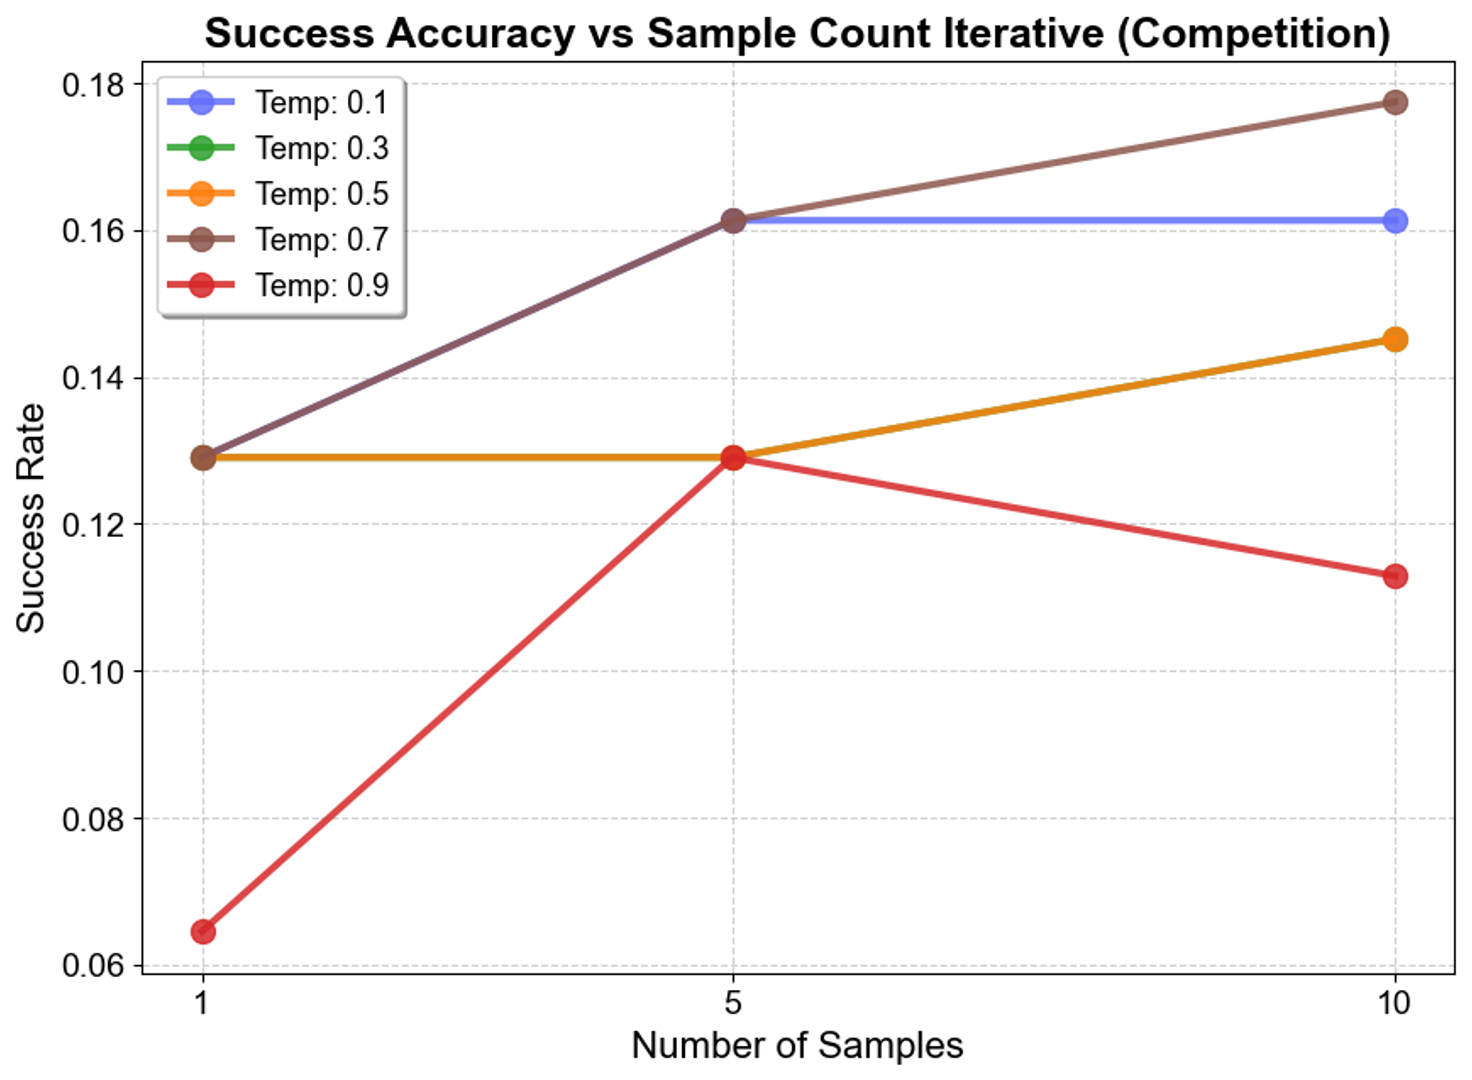 Success Accuracy vs Sample Count Iterative (Competition)
0.18
0.16
0.14
0.12
0.10
0.08
0.06
Success Rate
Temp: 0.1
Temp: 0.3
Temp: 0.5
Temp: 0.7
Temp: 0.9
1 5 10
Number of Samples